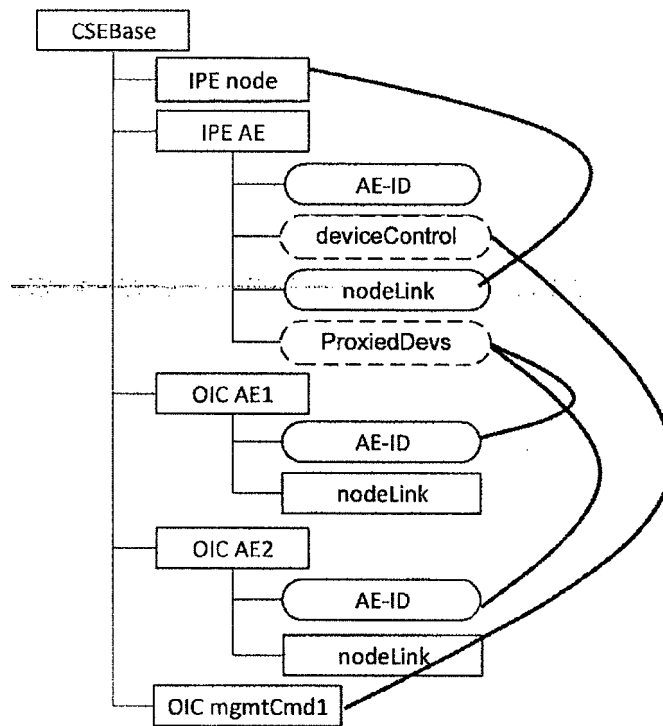 CSEBase
IPE node
IPE AE
AE-ID
deviceControl
nodeLink
ProxiedDevs
OIC AE1
AE-ID
nodeLink
OIC AE2
AE-ID
nodeLink
OIC mgmtCmd1